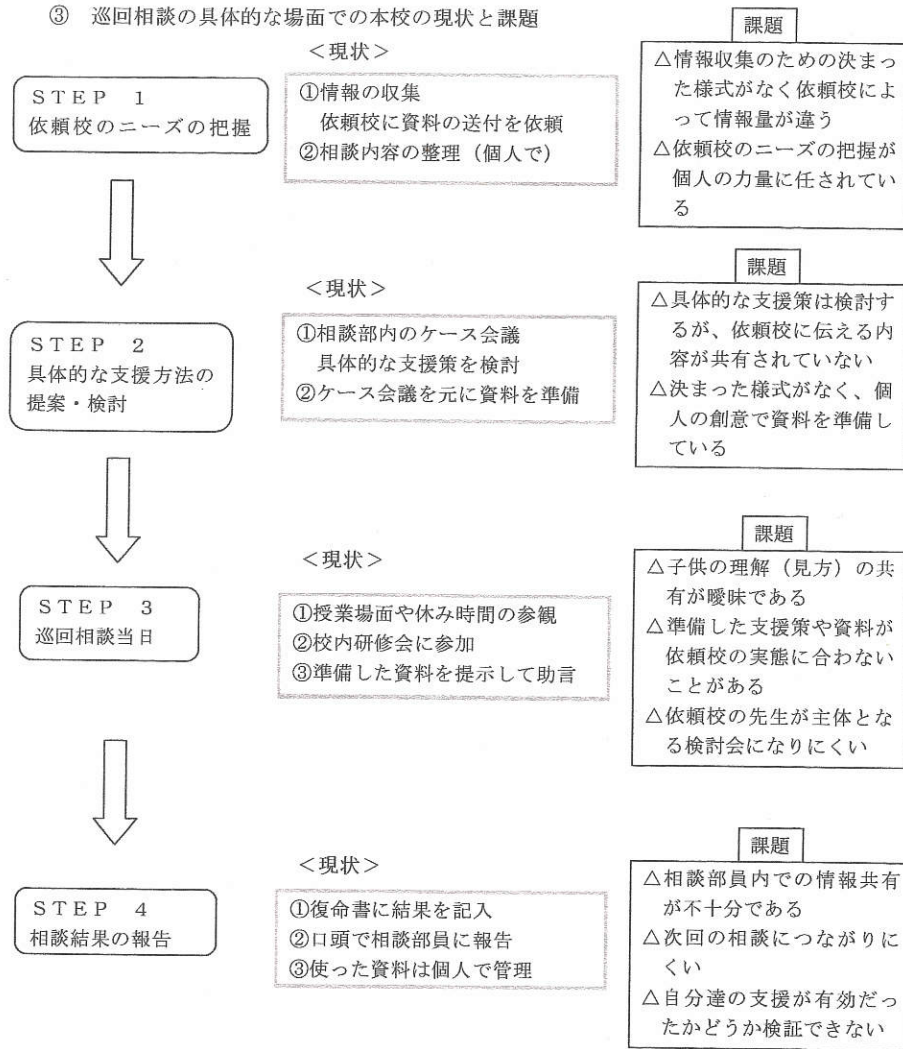 ③ 巡回相談の具体的な場面での本校の現状と課題
STEP 1
依頼校のニーズの把握
＜現状＞
①情報の収集
依頼校に資料の送付を依頼
②相談内容の整理（個人で）
課題
△情報収集のための決まっ
た様式がなく依頼校によ
って情報量が違う
△依頼校のニーズの把握が
個人の力量に任されてい
る
STEP 2
具体的な支援方法の
提案・検討
＜現状＞
①相談部内のケース会議
具体的な支援策を検討
②ケース会議を元に資料を準備
課題
△具体的な支援策は検討す
るが、依頼校に伝える内
容が共有されていない
△決まった様式がなく、個
人の創意で資料を準備し
ている
STEP 3
巡回相談当日
＜現状＞
①授業場面や休み時間の参観
②校内研修会に参加
③準備した資料を提示して助言
課題
△子供の理解（見方）の共
有が曖昧である
△準備した支援策や資料が
依頼校の実態に合わない
ことがある
△依頼校の先生が主体とな
る検討会になりにくい
STEP 4
相談結果の報告
＜現状＞
①復命書に結果を記入
②口頭で相談部員に報告
③使った資料は個人で管理
課題
△相談部員内での情報共有
が不十分である
△次回の相談につながりに
くい
△自分達の支援が有効だっ
たかどうか検証できない